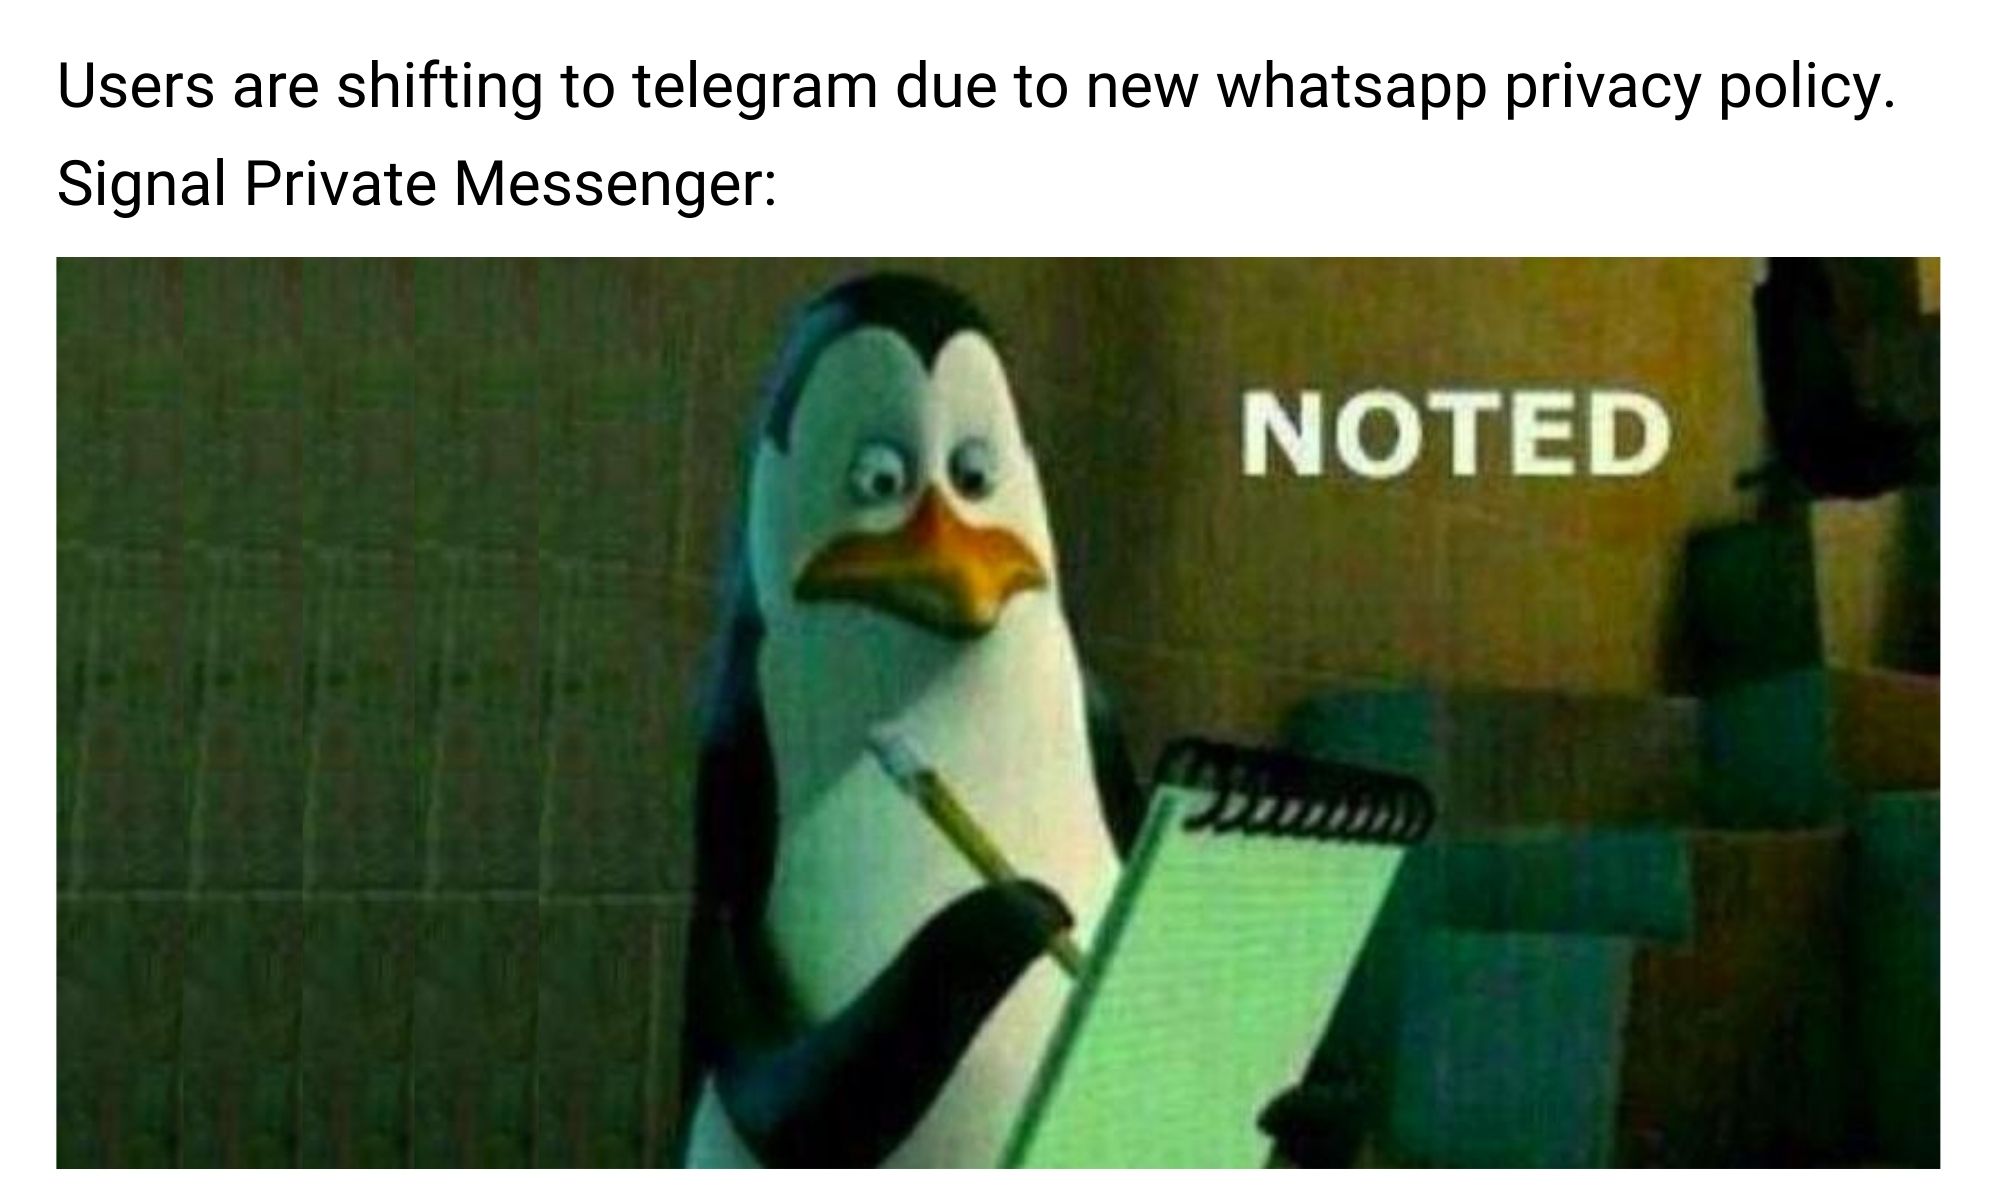 Users are shifting to telegram due to new whatsapp privacy policy.
Signal Private Messenger:
NOTED